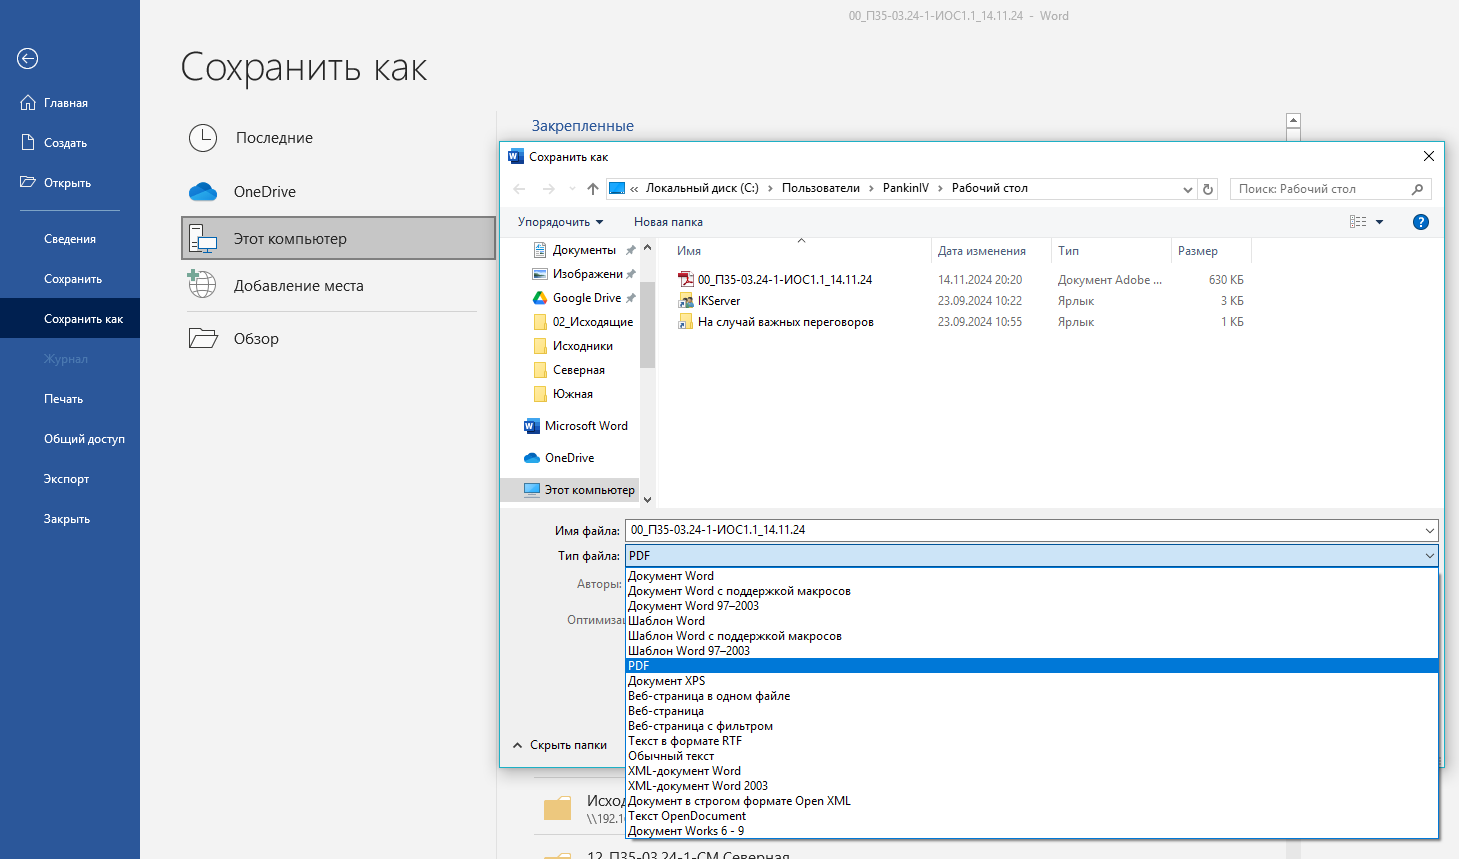 00_П35-03.24-1-ИОС1.1_14.11.24 - Word
Сохранить как
Главная
Создать
Открыть
Сведения
Сохранить
Сохранить как
Журнал
Печать
Общий доступ
Экспорт
Закрыть
Последние
OneDrive
Этот компьютер
Добавление места
Обзор
Закрепленные
Сохранить как
« Локальный диск (C:) › Пользователи › PankinIV › Рабочий стол
Поиск: Рабочий стол
Упорядочить
Новая папка
Документы
Изображени
Google Drive
02_Исходящие
Исходники
Северная
Южная
Microsoft Word
OneDrive
Этот компьютер
Имя Дата изменения Тип Размер
00_П35-03.24-1-ИОС1.1_14.11.24 14.11.2024 20:20 Документ Adobe ... 630 КБ
IKServer 23.09.2024 10:22 Ярлык 3 КБ
На случай важных переговоров 23.09.2024 10:55 Ярлык 1 КБ
Имя файла: 00_П35-03.24-1-ИОС1.1_14.11.24
Тип файла: PDF
Авторы:
Оптимизац
Документ Word
Документ Word с поддержкой макросов
Документ Word 97–2003
Шаблон Word
Шаблон Word с поддержкой макросов
Шаблон Word 97–2003
PDF
Документ XPS
Веб-страница в одном файле
Веб-страница
Веб-страница с фильтром
Текст в формате RTF
Обычный текст
XML-документ Word
XML-документ Word 2003
Документ в строгом формате Open XML
Текст OpenDocument
Документ Works 6 - 9
Скрыть папки
Исход
\\192.1
12_П35-03.24-1-СМ Северная